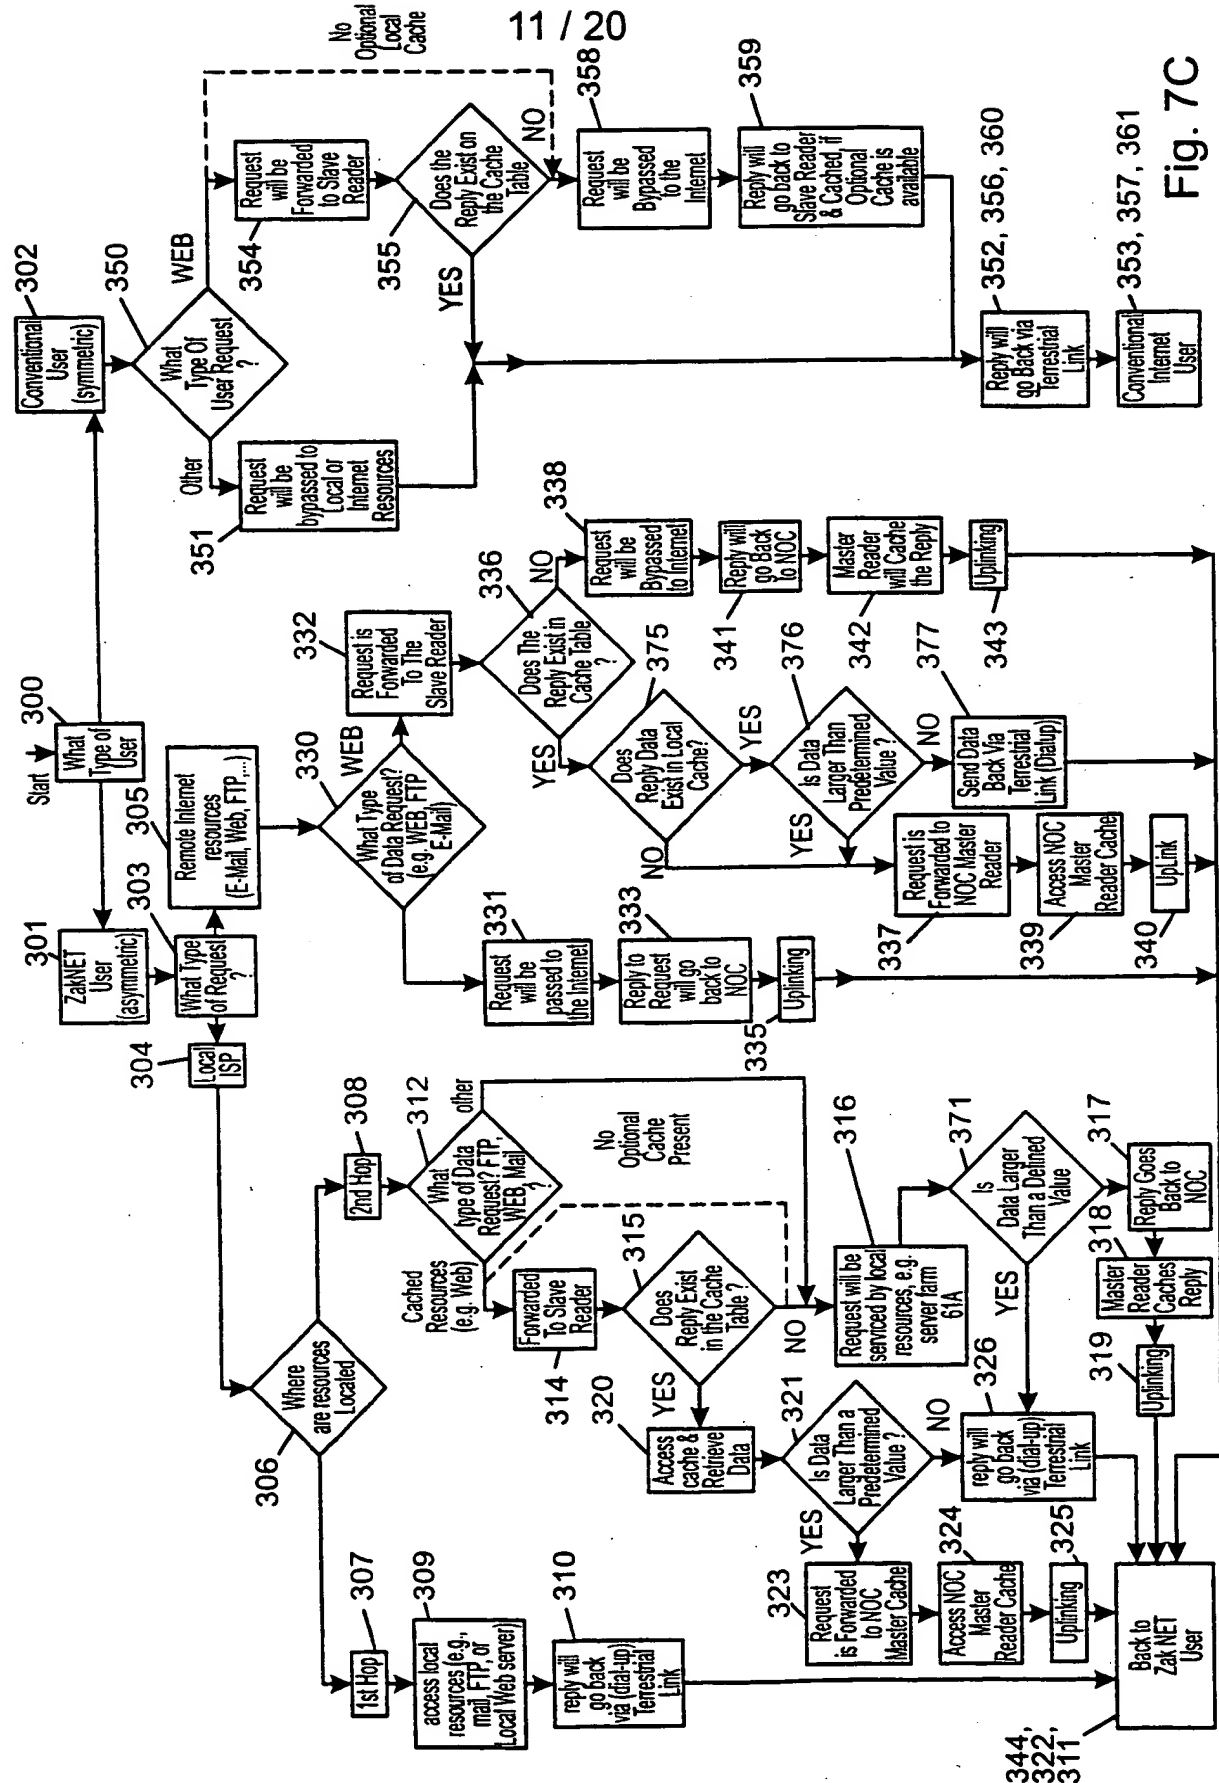 11 / 20
Start
300
What
Type of
User
301
ZakNET
User
(asymmetric)
302
Conventional
User
(symmetric)
303
What Type
of Request
?
304
Local
ISP
305
Remote Internet
resources
(E-Mail, Web, FTP,...)
306
Where
are resources
Located
307
1st Hop
309
access local
resources (e.g.,
mail, FTP, or
Local Web server)
310
reply will
go back
via (dial-up)
Terrestrial
Link
308
2nd Hop
312
What
type of Data
Request? FTP,
WEB, Mail
?
other
Cached
Resources
(e.g. Web)
No
Optional
Cache
Present
314
Forwarded
To Slave
Reader
315
Does
Reply Exist
in the Cache
Table ?
YES
NO
320
Access
cache &
Retrieve
Data
316
Request will be
serviced by local
resources, e.g.
server farm
61A
321
Is Data
Larger Than a
Predetermined
Value ?
YES
NO
371
Is
Data Larger
Than a Defined
Value
YES
323
Request
is Forwarded
to NOC
Master Cache
324
Access NOC
Master
Reader Cache
325
Uplinking
326
reply will
go back
via (dial-up)
Terrestrial
Link
317
Reply Goes
Back to
NOC
318
Master
Reader
Caches
Reply
319
Uplinking
330
What Type
of Data Request?
(e.g. WEB, FTP
E-Mail)
WEB
331
Request
will be
passed to
the Internet
333
Reply to
Request
will go
back to
NOC
335
Uplinking
332
Request is
Forwarded
To The
Slave Reader
336
Does The
Reply Exist in
Cache Table
?
YES
NO
375
Does
Reply Data
Exist in Local
Cache?
NO
YES
376
Is Data
Larger Than
Predetermined
Value ?
YES
NO
337
Request is
Forwarded to
NOC Master
Reader
339
Access NOC
Master
Reader Cache
340
UpLink
377
Send Data
Back Via
Terrestrial
Link (Dialup)
338
Request
will be
Bypassed
to Internet
341
Reply will
go Back
to NOC
342
Master
Reader
will Cache
the Reply
343
Uplinking
344,
322,
311
Back to
Zak NET
User
350
What
Type Of
User Request
?
Other
WEB
351
Request
will be
bypassed to
Local or
Internet
Resources
354
Request
will be
Forwarded
to Slave
Reader
No
Optional
Local
Cache
355
Does the
Reply Exist on
the Cache
Table
YES
NO
358
Request
will be
Bypassed
to the
Internet
359
Reply will
go back to
Slave Reader
& Cached, if
Optional
Cache is
available
352, 356, 360
Reply will
go Back via
Terrestrial
Link
353, 357, 361
Conventional
Internet
User
Fig. 7C